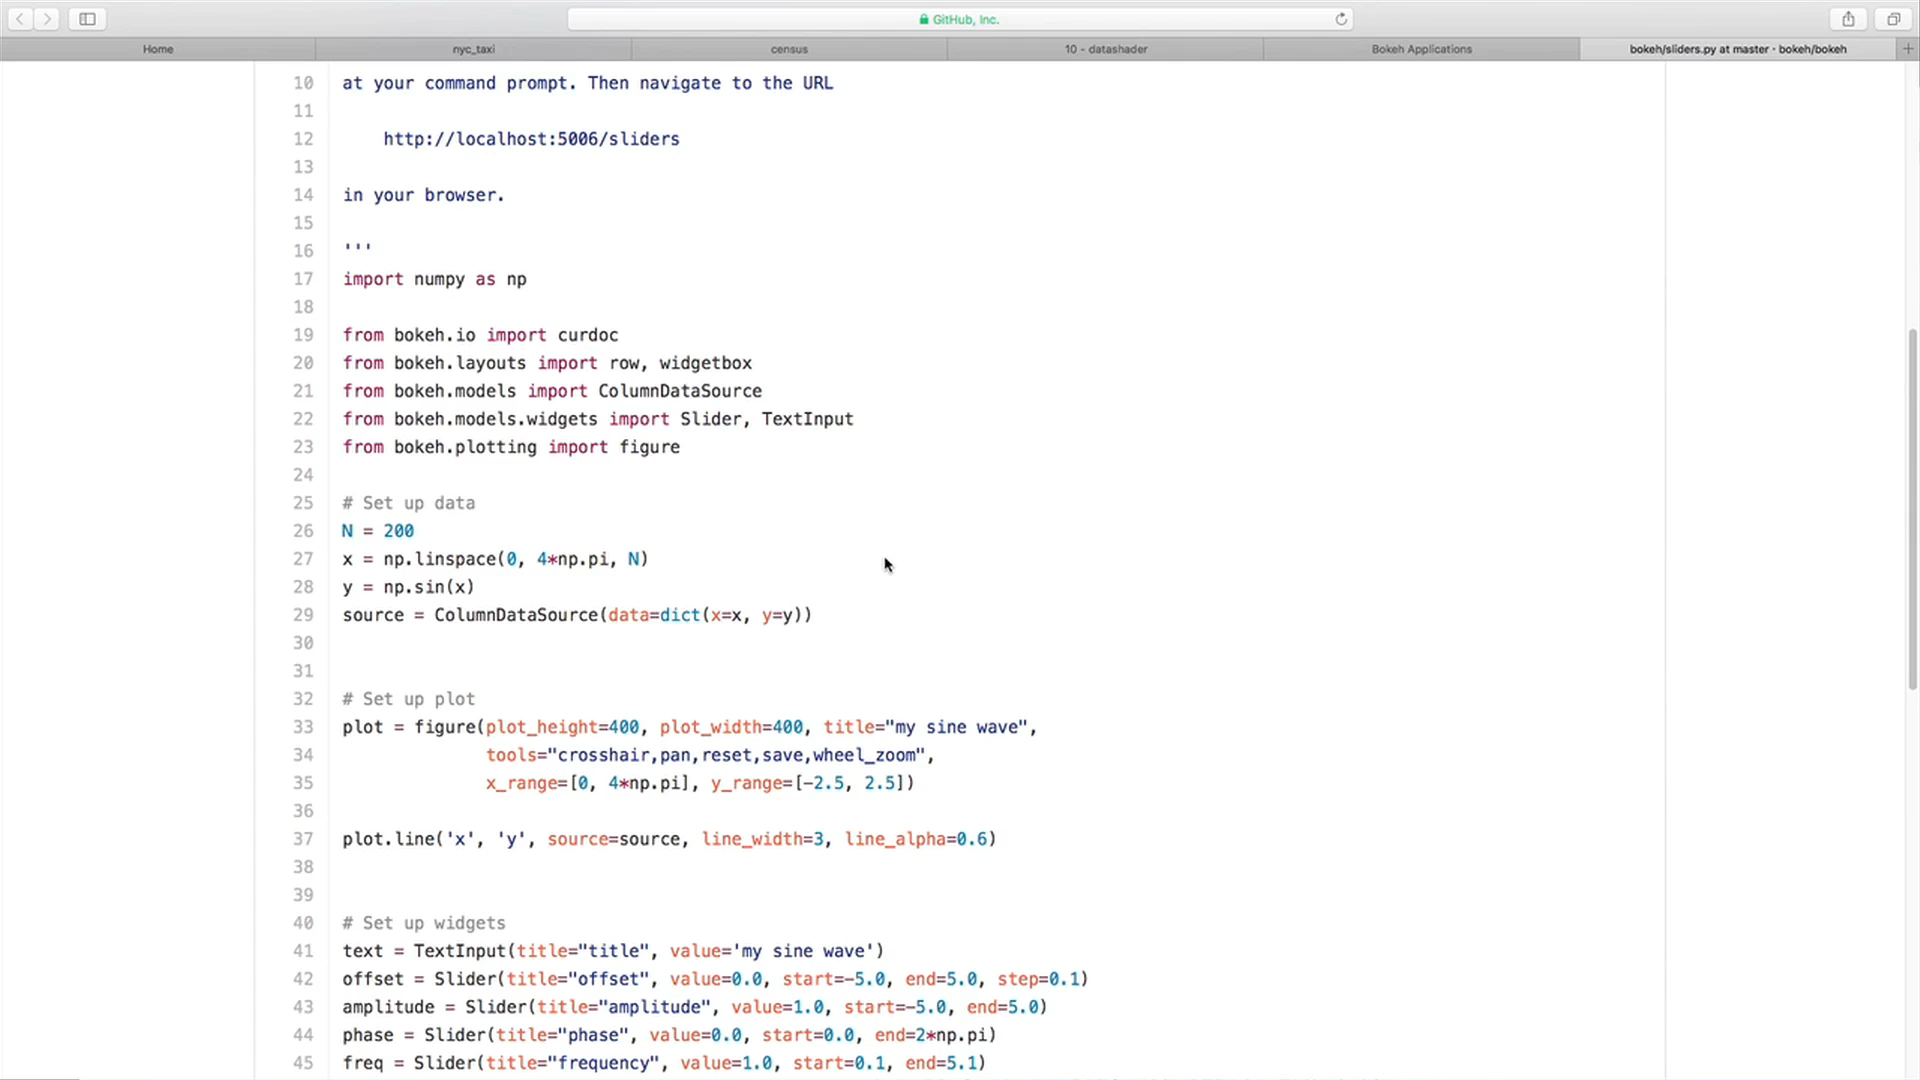 GitHub, Inc.
Home
nyc_taxi
census
10 - datashader
Bokeh Applications
bokeh/sliders.py at master · bokeh/bokeh
10 at your command prompt. Then navigate to the URL
11
12 http://localhost:5006/sliders
13
14 in your browser.
15
16 '''
17 import numpy as np
18
19 from bokeh.io import curdoc
20 from bokeh.layouts import row, widgetbox
21 from bokeh.models import ColumnDataSource
22 from bokeh.models.widgets import Slider, TextInput
23 from bokeh.plotting import figure
24
25 # Set up data
26 N = 200
27 x = np.linspace(0, 4*np.pi, N)
28 y = np.sin(x)
29 source = ColumnDataSource(data=dict(x=x, y=y))
30
31
32 # Set up plot
33 plot = figure(plot_height=400, plot_width=400, title="my sine wave",
34 tools="crosshair,pan,reset,save,wheel_zoom",
35 x_range=[0, 4*np.pi], y_range=[-2.5, 2.5])
36
37 plot.line('x', 'y', source=source, line_width=3, line_alpha=0.6)
38
39
40 # Set up widgets
41 text = TextInput(title="title", value='my sine wave')
42 offset = Slider(title="offset", value=0.0, start=-5.0, end=5.0, step=0.1)
43 amplitude = Slider(title="amplitude", value=1.0, start=-5.0, end=5.0)
44 phase = Slider(title="phase", value=0.0, start=0.0, end=2*np.pi)
45 freq = Slider(title="frequency", value=1.0, start=0.1, end=5.1)